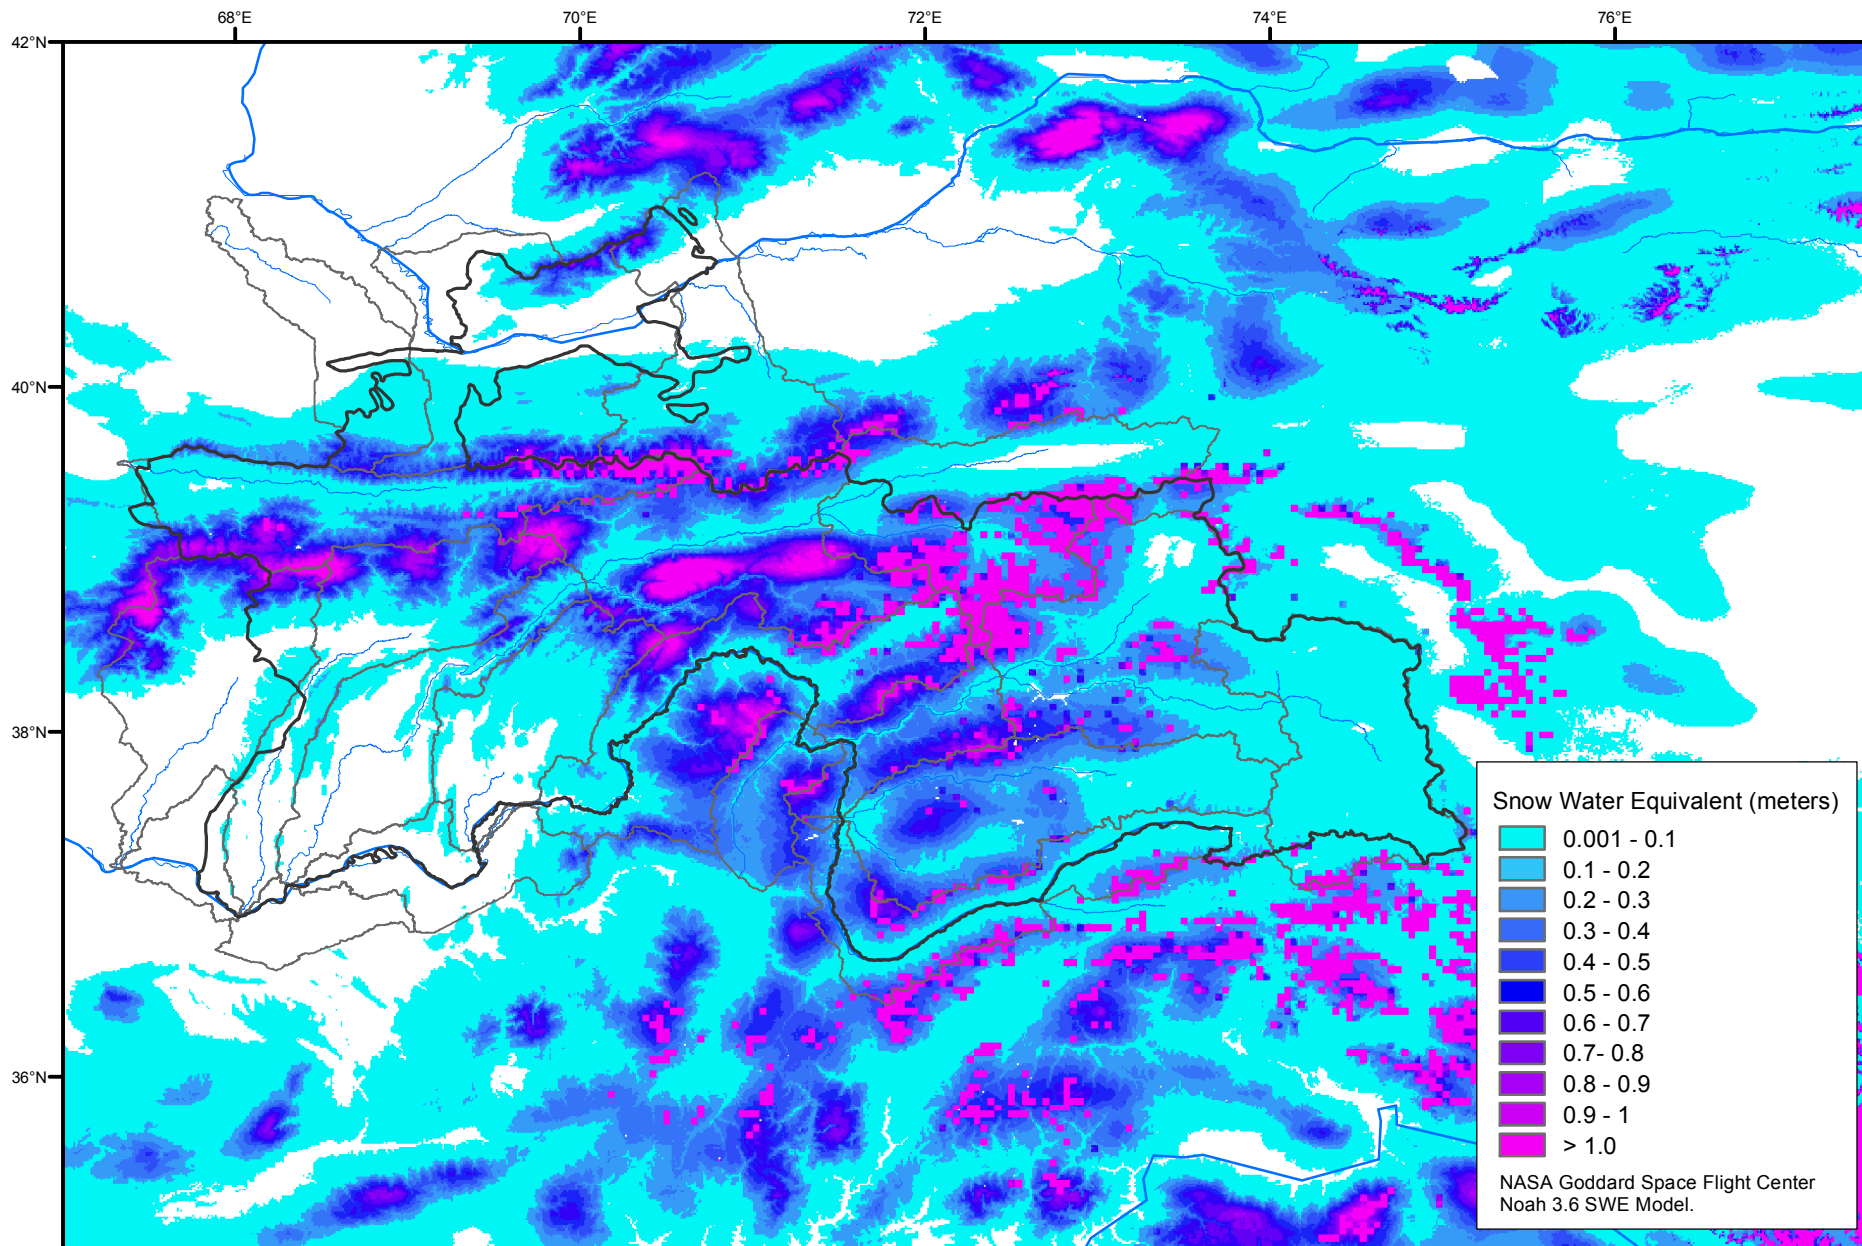 68°E 70°E 72°E 74°E 76°E
42°N
40°N
38°N
36°N
Snow Water Equivalent (meters)
0.001 - 0.1
0.1 - 0.2
0.2 - 0.3
0.3 - 0.4
0.4 - 0.5
0.5 - 0.6
0.6 - 0.7
0.7- 0.8
0.8 - 0.9
0.9 - 1
> 1.0
NASA Goddard Space Flight Center
Noah 3.6 SWE Model.